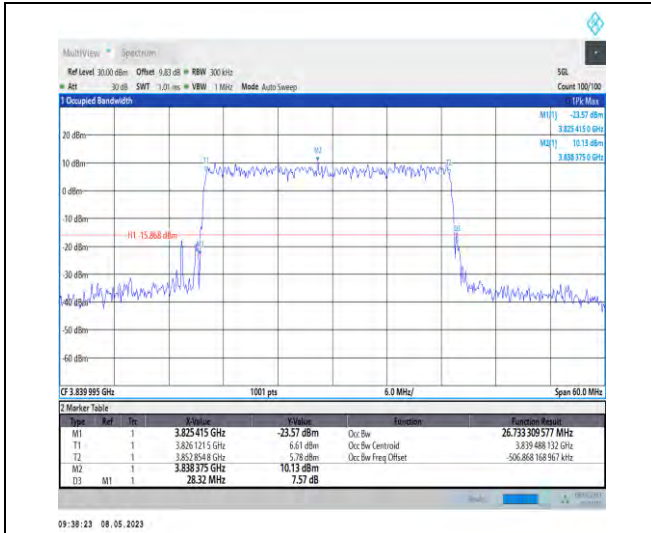 MultiView Spectrum
Ref Level 30.00 dBm Offset 9.83 dB RBW 300 kHz SGL
Att 30 dB SWT 1.01 ms VBW 1 MHz Mode Auto Sweep Count 100/100
1 Occupied Bandwidth 1Pk Max
M1[1] -23.57 dBm
3.825 415 0 GHz
M2[1] 10.13 dBm
3.838 375 0 GHz
20 dBm
M2
T1
10 dBm
0 dBm
-10 dBm
H1 -15.868 dBm
-20 dBm
-30 dBm
-40 dBm
-50 dBm
-60 dBm
CF 3.839 995 GHz 1001 pts 6.0 MHz/ Span 60.0 MHz
2 Marker Table
Type Ref Trc X-Value Y-Value Function Function Result
M1 1 3.825 415 GHz -23.57 dBm Occ Bw 26.733 309 577 MHz
T1 1 3.826 121 5 GHz 6.61 dBm Occ Bw Centroid 3.839 488 132 GHz
T2 1 3.852 854 8 GHz 5.78 dBm Occ Bw Freq Offset -506.868 168 967 kHz
M2 1 3.838 375 GHz 10.13 dBm
D3 M1 1 28.32 MHz 7.57 dB
09:38:23 08.05.2023